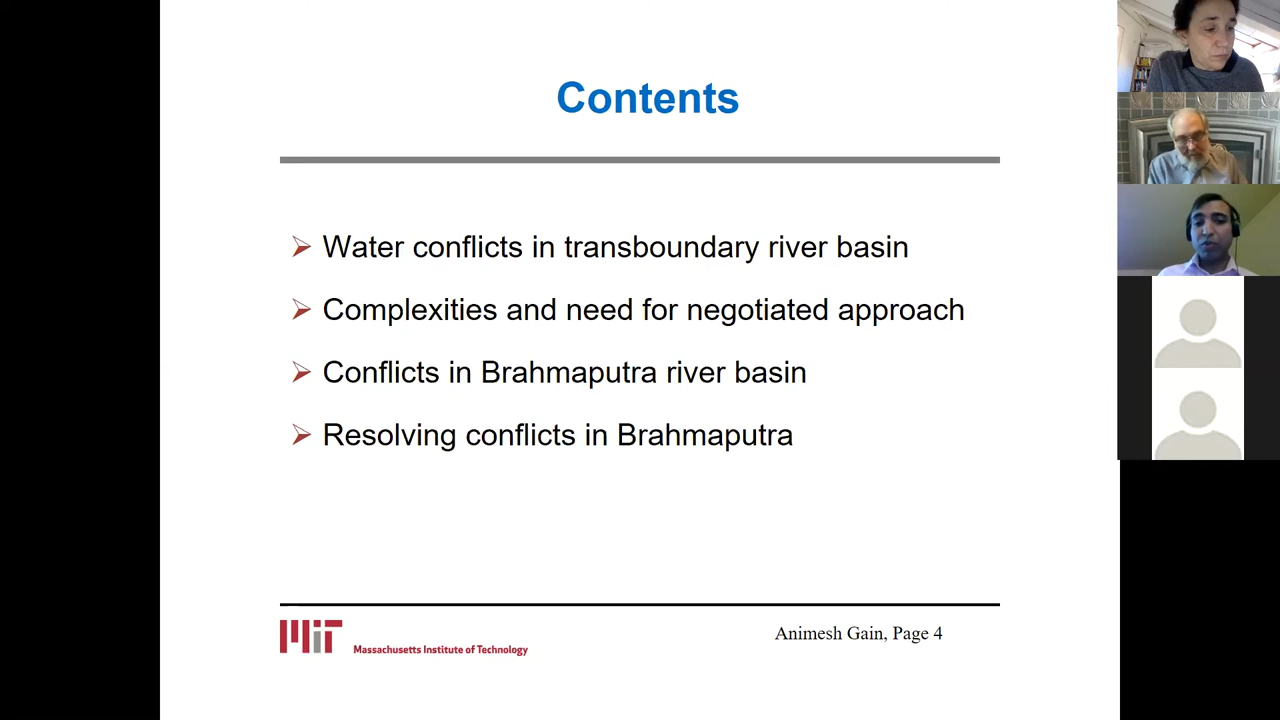 Contents
Water conflicts in transboundary river basin
Complexities and need for negotiated approach
Conflicts in Brahmaputra river basin
Resolving conflicts in Brahmaputra
MIT
Massachusetts Institute of Technology
Animesh Gain, Page 4